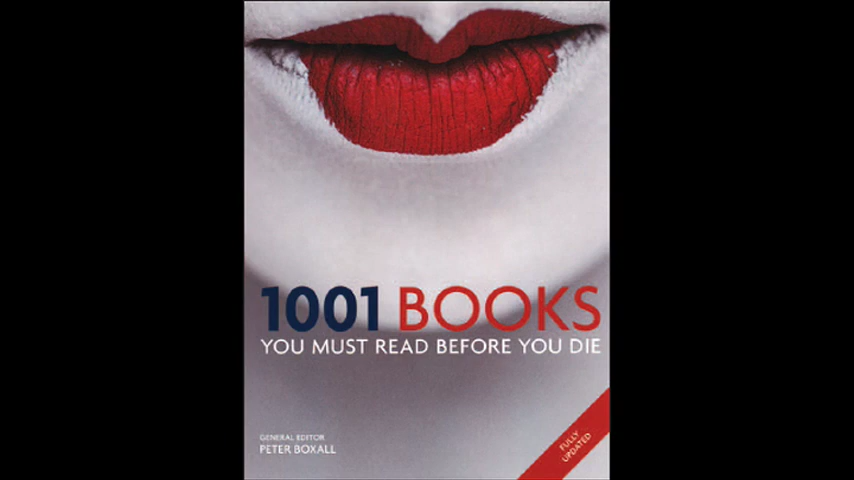 1001 BOOKS
YOU MUST READ BEFORE YOU DIE
GENERAL EDITOR
PETER BOXALL
FULLY
UPDATED